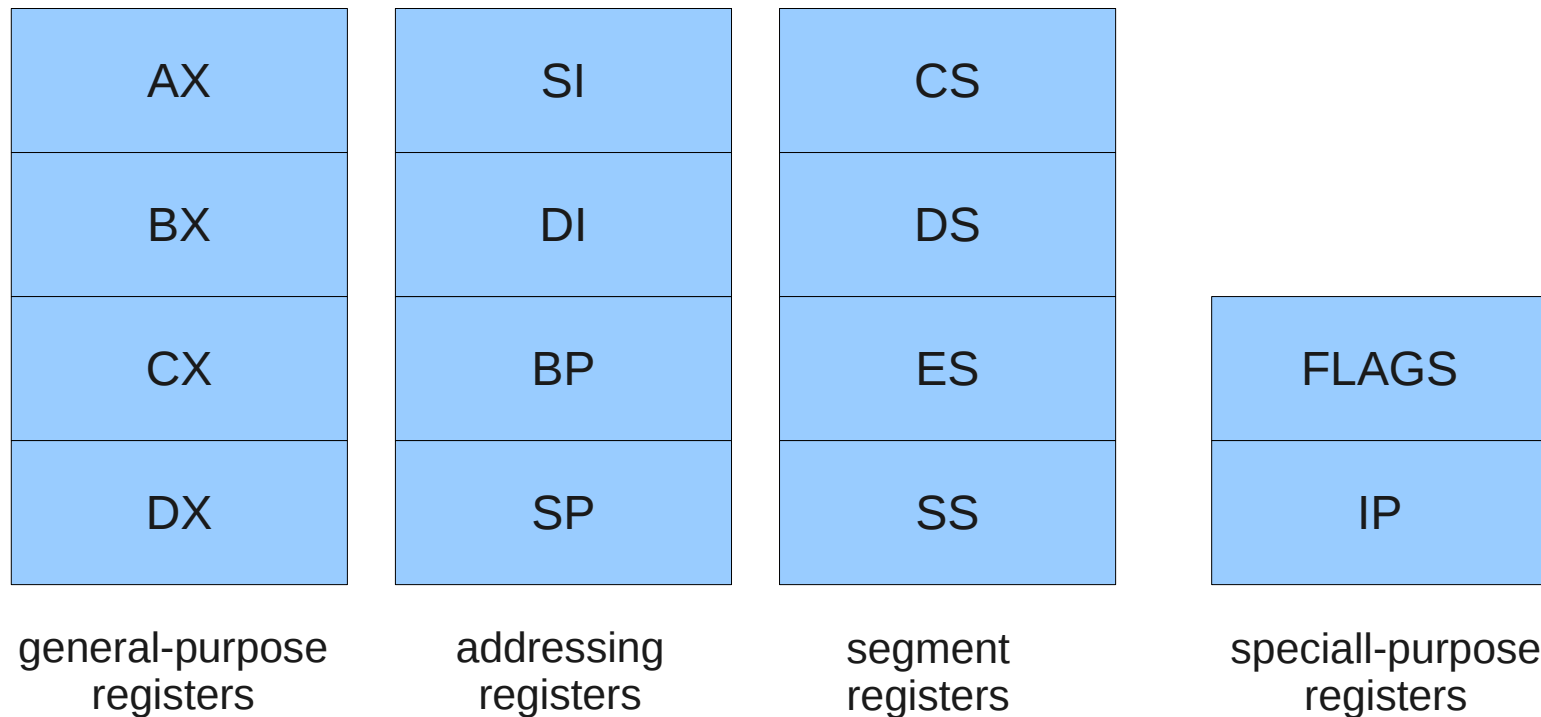 AX
BX
CX
DX
general-purpose
registers
SI
DI
BP
SP
addressing
registers
CS
DS
ES
SS
segment
registers
FLAGS
IP
speciall-purpose
registers